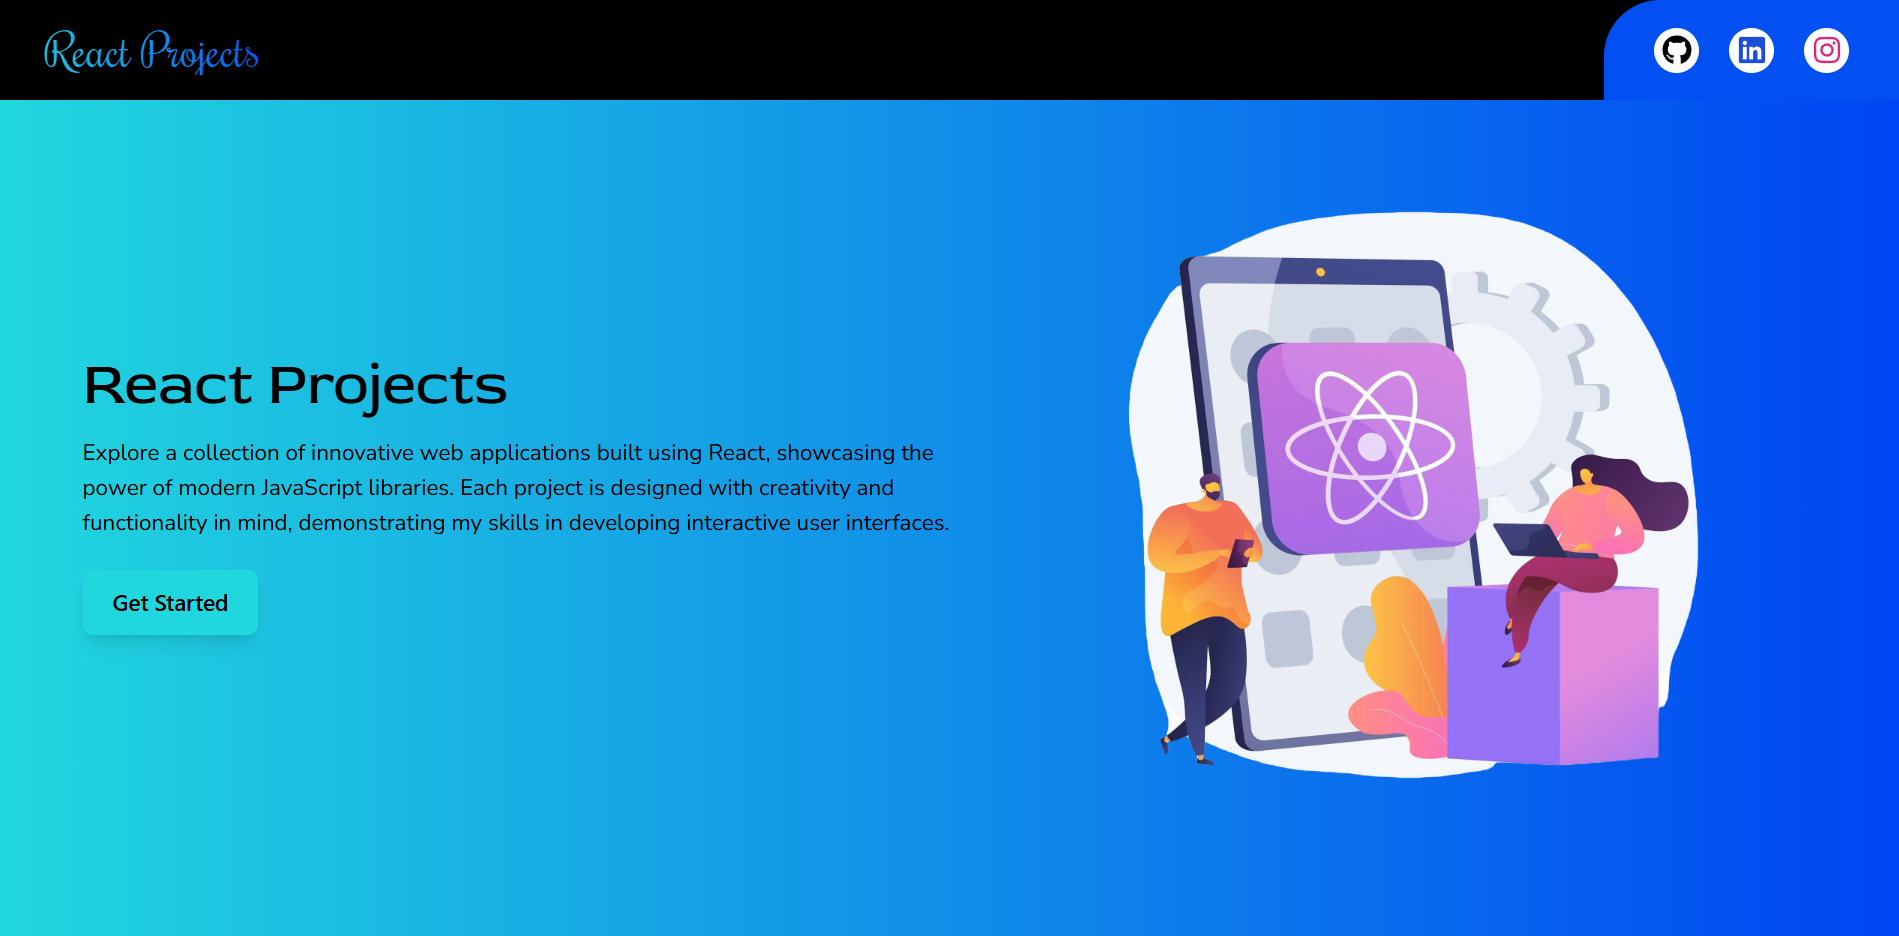 React Projects
React Projects
Explore a collection of innovative web applications built using React, showcasing the
power of modern JavaScript libraries. Each project is designed with creativity and
functionality in mind, demonstrating my skills in developing interactive user interfaces.
Get Started